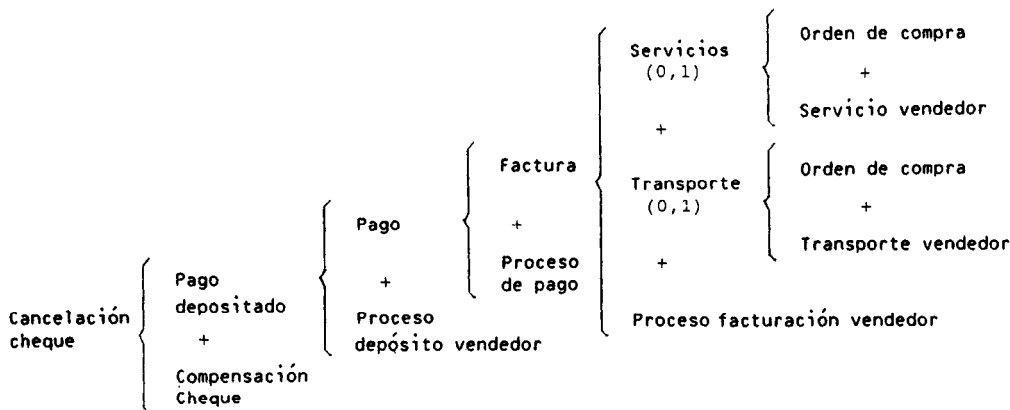 Cancelación
cheque
Pago
depositado
+
Compensación
Cheque
Pago
+
Proceso
depósito vendedor
Factura
+
Proceso
de pago
Servicios
(0,1)
+
Transporte
(0,1)
+
Proceso facturación vendedor
Orden de compra
+
Servicio vendedor
Orden de compra
+
Transporte vendedor